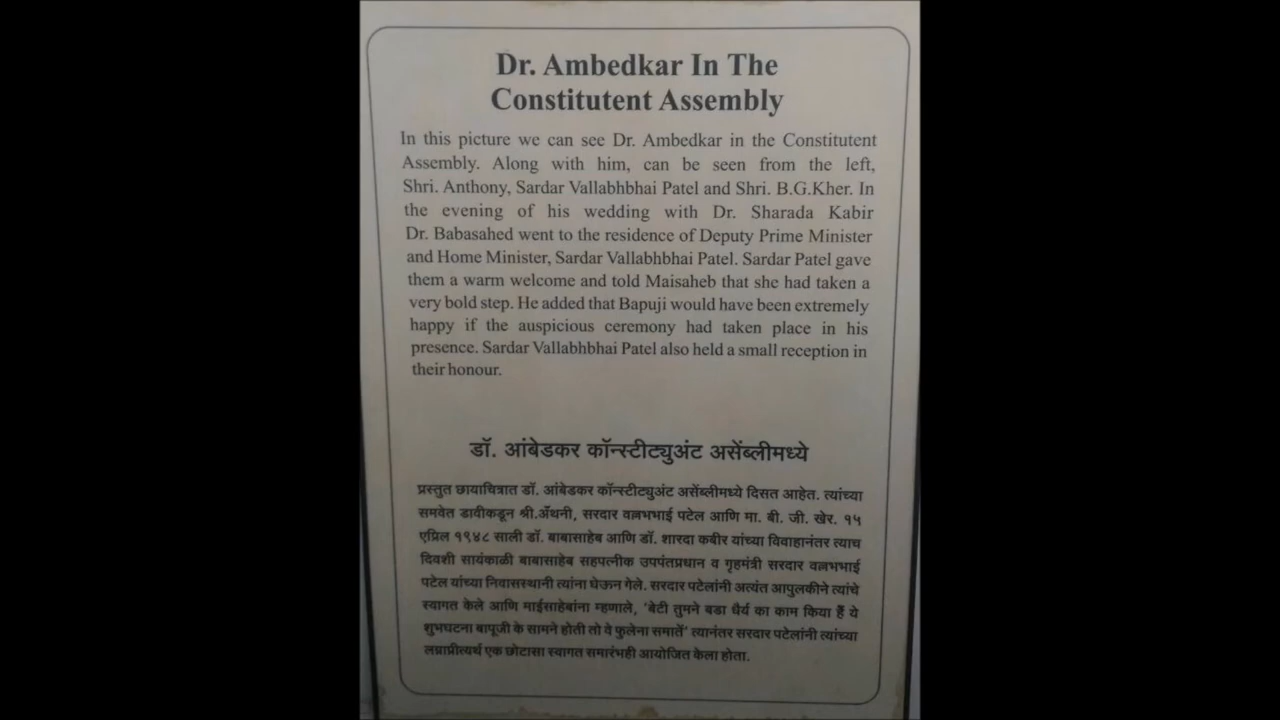 Dr. Ambedkar In The
Constitutent Assembly
In this picture we can see Dr. Ambedkar in the Constitutent
Assembly. Along with him, can be seen from the left,
Shri. Anthony, Sardar Vallabhbhai Patel and Shri. B.G.Kher. In
the evening of his wedding with Dr. Sharada Kabir
Dr. Babasahed went to the residence of Deputy Prime Minister
and Home Minister, Sardar Vallabhbhai Patel. Sardar Patel gave
them a warm welcome and told Maisaheb that she had taken a
very bold step. He added that Bapuji would have been extremely
happy if the auspicious ceremony had taken place in his
presence. Sardar Vallabhbhai Patel also held a small reception in
their honour.
डॉ. आंबेडकर कॉन्स्टीट्युअंट असेंब्लीमध्ये
प्रस्तुत छायाचित्रात डॉ. आंबेडकर कॉन्स्टीट्युअंट असेंब्लीमध्ये दिसत आहेत. त्यांच्या
समवेत डावीकडून श्री.ॲंथनी, सरदार वल्लभभाई पटेल आणि मा. बी. जी. खेर. १५
एप्रिल १९४८ साली डॉ. बाबासाहेब आणि डॉ. शारदा कबीर यांच्या विवाहानंतर त्याच
दिवशी सायंकाळी बाबासाहेब सहपत्नीक उपपंतप्रधान व गृहमंत्री सरदार वल्लभभाई
पटेल यांच्या निवासस्थानी त्यांना घेऊन गेले. सरदार पटेलांनी अत्यंत आपुलकीने त्यांचे
स्वागत केले आणि माईसाहेबांना म्हणाले, 'बेटी तुमने बडा धैर्य का काम किया हैं ये
शुभघटना बापूजी के सामने होती तो वे फुलेना समातें' त्यानंतर सरदार पटेलांनी त्यांच्या
लग्नाप्रीत्यर्थ एक छोटासा स्वागत समारंभही आयोजित केला होता.